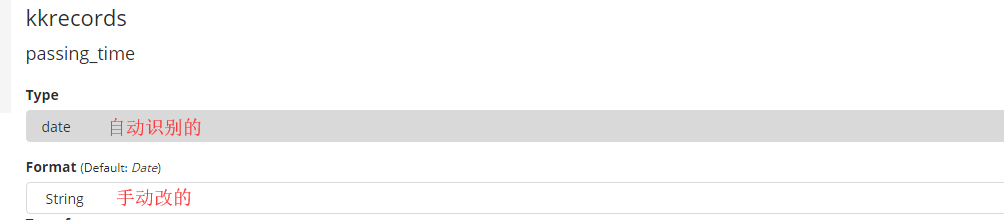 kkrecords
passing_time
Type
date 自动识别的
Format (Default: Date)
String 手动改的